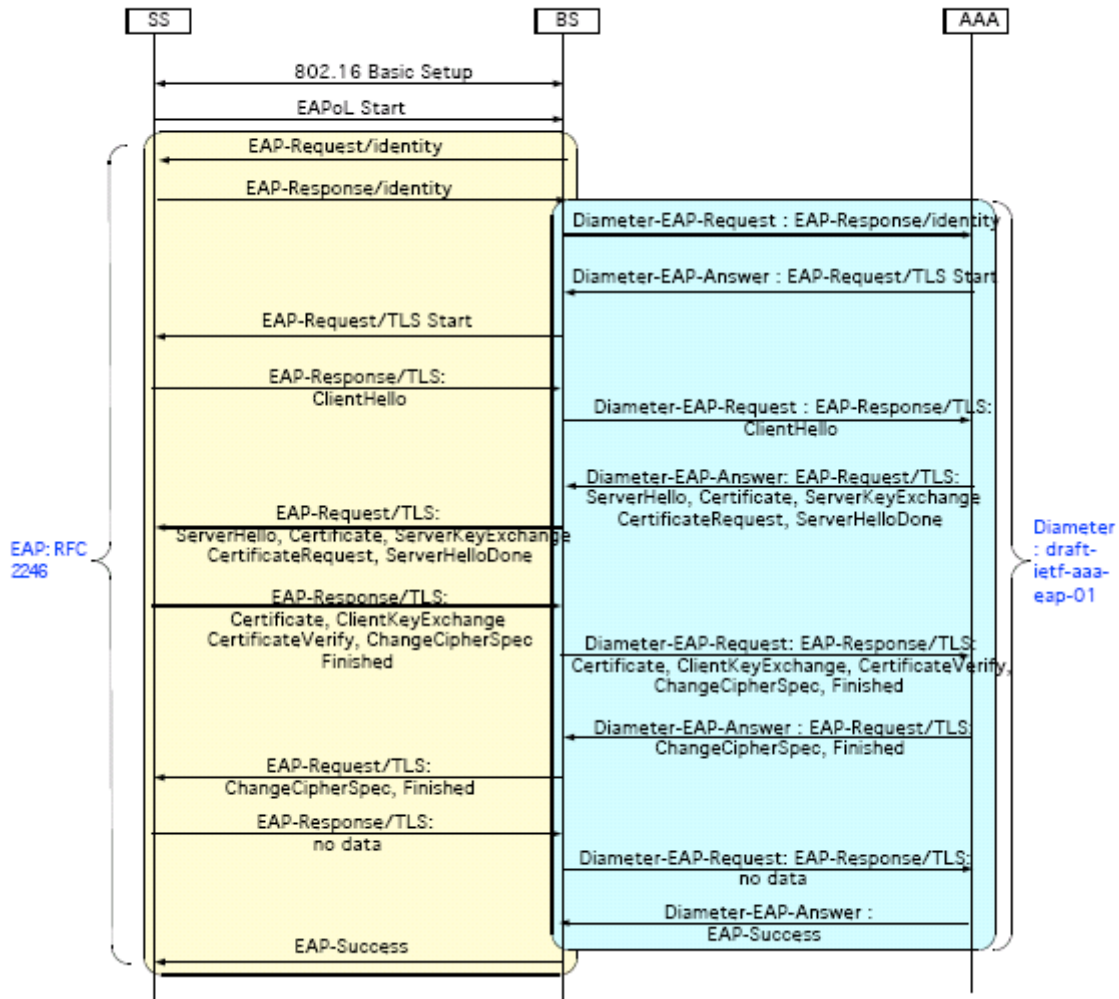 SS
BS
AAA
802.16 Basic Setup
EAPoL Start
EAP-Request/identity
EAP-Response/identity
Diameter-EAP-Request : EAP-Response/identity
Diameter-EAP-Answer : EAP-Request/TLS Start
EAP-Request/TLS Start
EAP-Response/TLS:
ClientHello
Diameter-EAP-Request : EAP-Response/TLS:
ClientHello
Diameter-EAP-Answer: EAP-Request/TLS:
ServerHello, Certificate, ServerKeyExchange
CertificateRequest, ServerHelloDone
EAP-Request/TLS:
ServerHello, Certificate, ServerKeyExchange
CertificateRequest, ServerHelloDone
EAP: RFC
2246
Diameter
: draft-
ietf-aaa-
eap-01
EAP-Response/TLS:
Certificate, ClientKeyExchange
CertificateVerify, ChangeCipherSpec
Finished
Diameter-EAP-Request: EAP-Response/TLS:
Certificate, ClientKeyExchange, CertificateVerify,
ChangeCipherSpec, Finished
Diameter-EAP-Answer : EAP-Request/TLS:
ChangeCipherSpec, Finished
EAP-Request/TLS:
ChangeCipherSpec, Finished
EAP-Response/TLS:
no data
Diameter-EAP-Request: EAP-Response/TLS:
no data
Diameter-EAP-Answer :
EAP-Success
EAP-Success